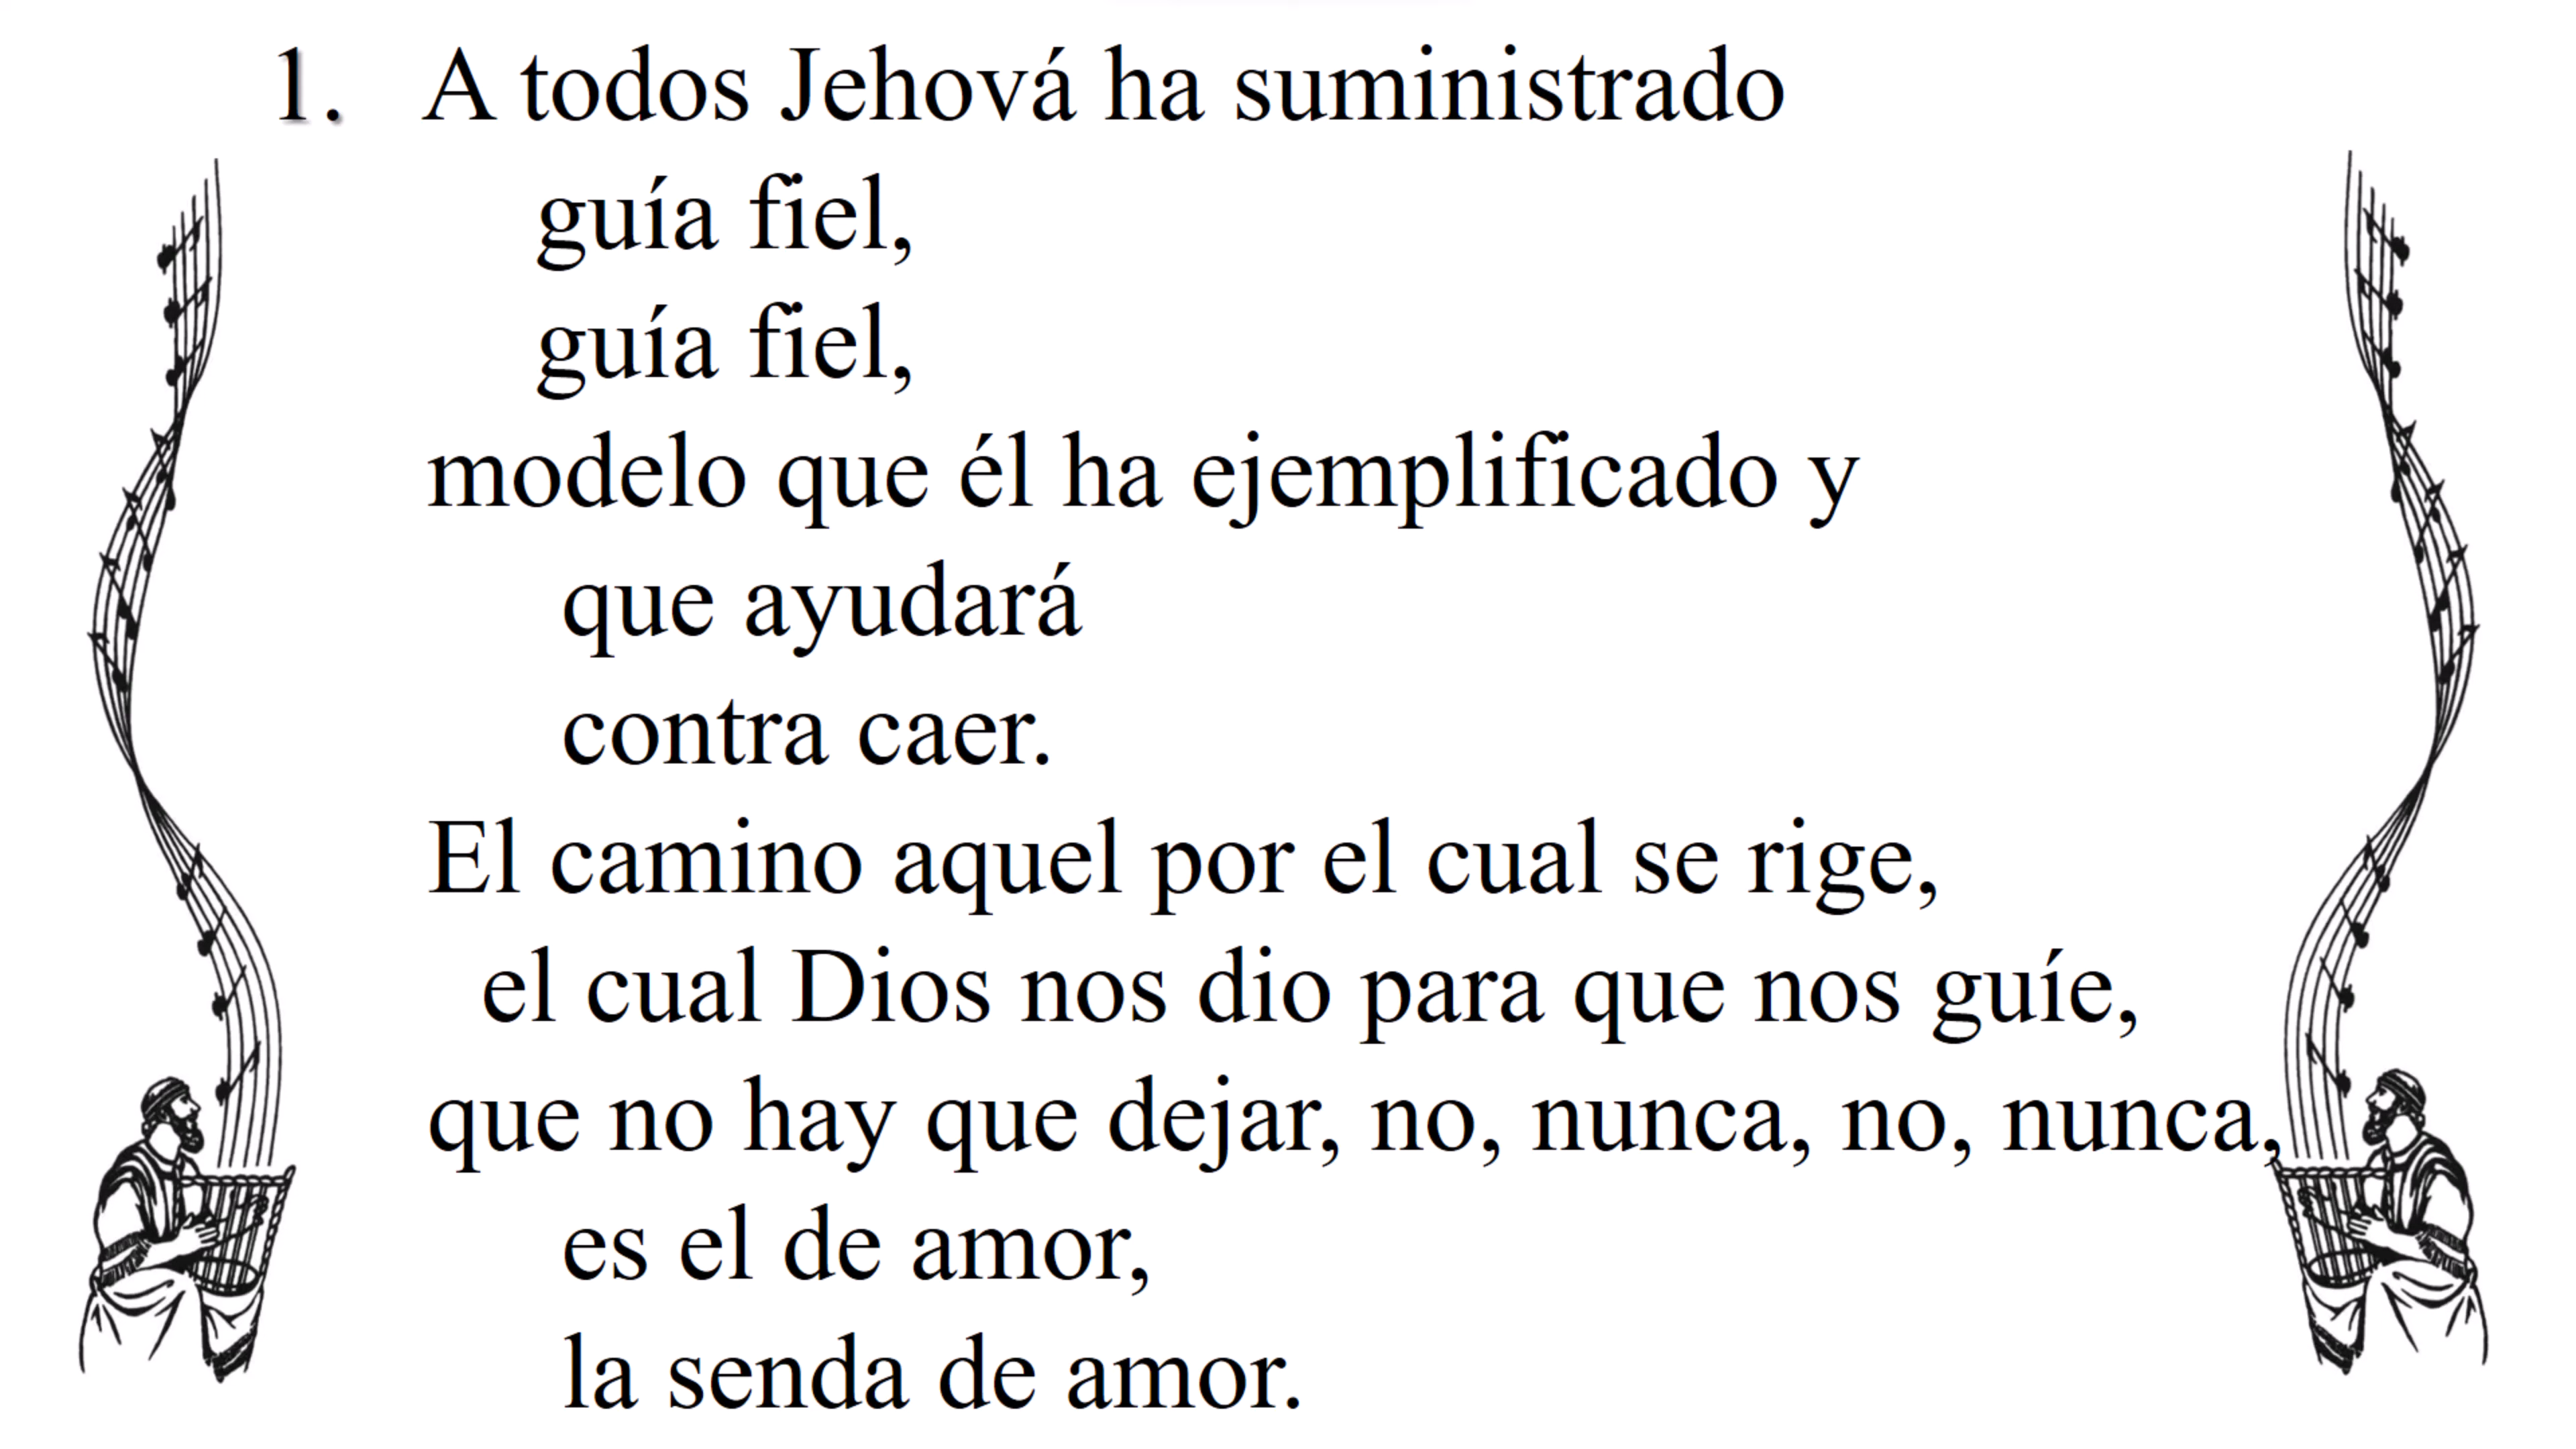 1. A todos Jehová ha suministrado
guía fiel,
guía fiel,
modelo que él ha ejemplificado y
que ayudará
contra caer.
El camino aquel por el cual se rige,
el cual Dios nos dio para que nos guíe,
que no hay que dejar, no, nunca, no, nunca,
es el de amor,
la senda de amor.